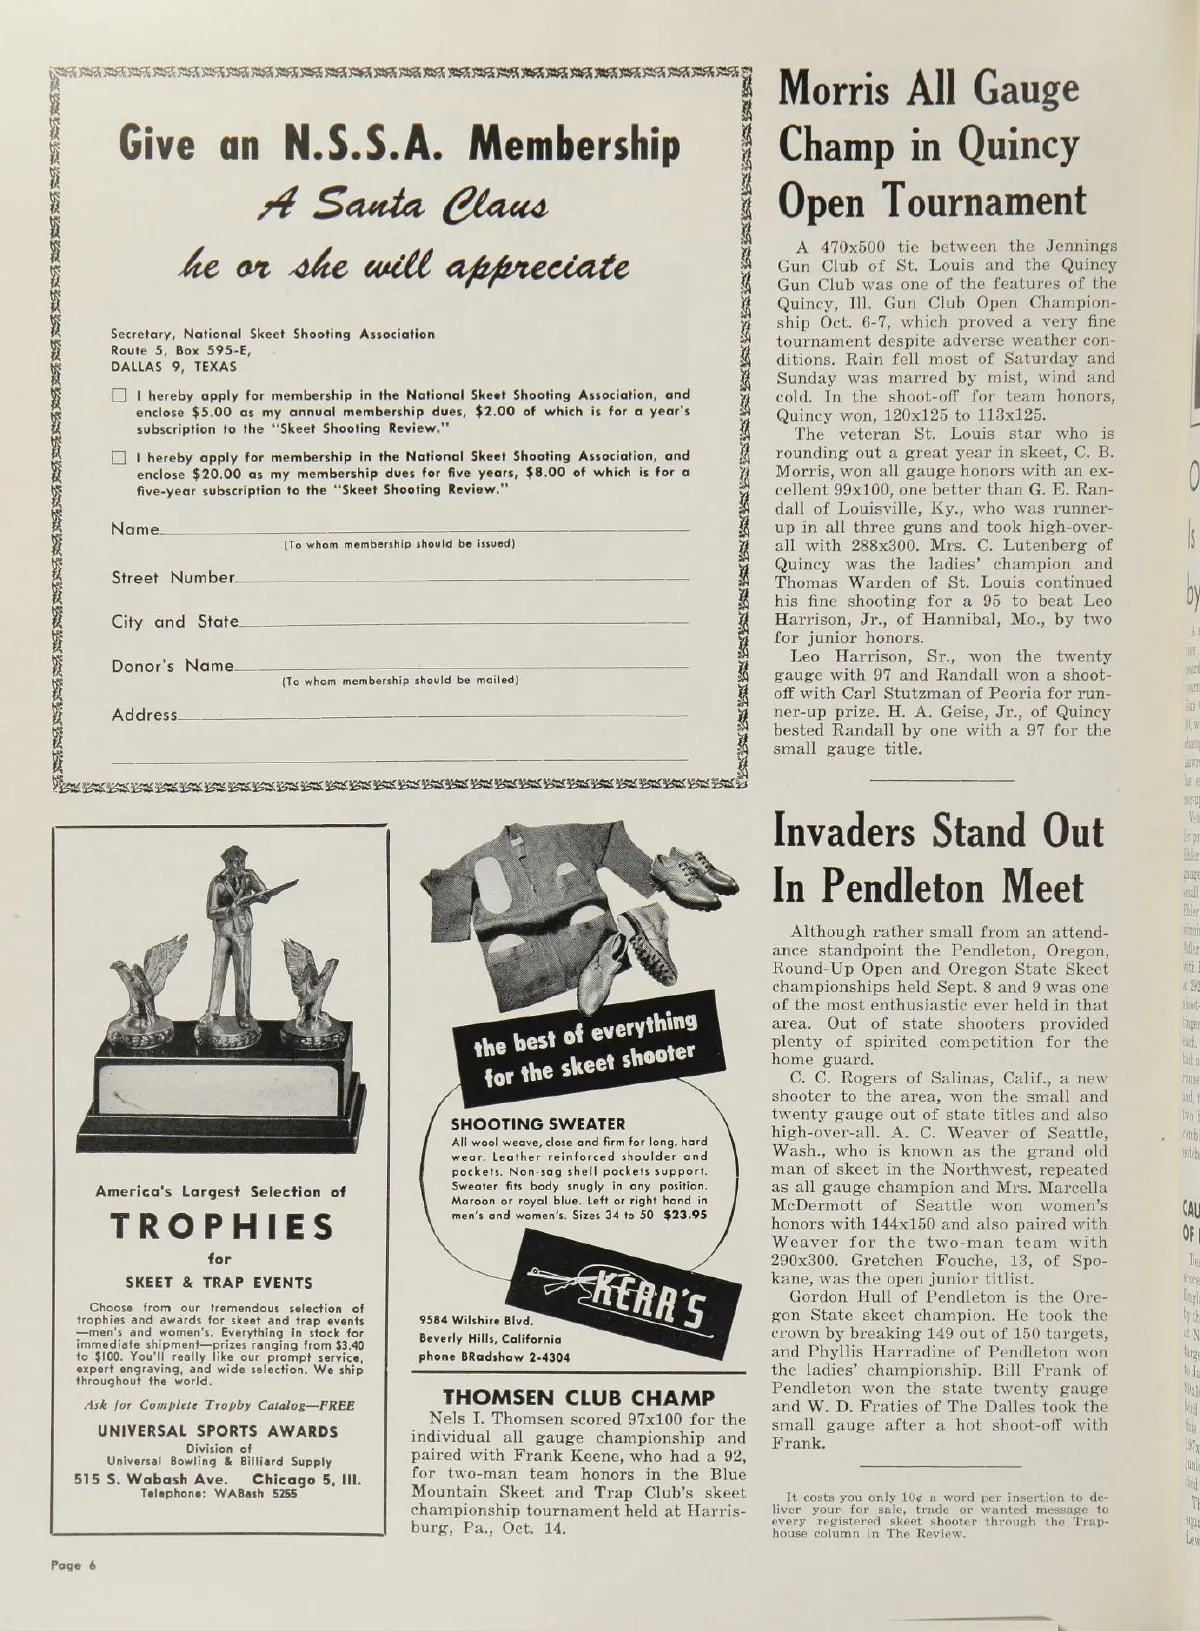 Give an N.S.S.A. Membership
A Santa Claus
he or she will appreciate
Secretary, National Skeet Shooting Association
Route 5, Box 595-E,
DALLAS 9, TEXAS
I hereby apply for membership in the National Skeet Shooting Association, and
enclose $5.00 as my annual membership dues, $2.00 of which is for a year's
subscription to the "Skeet Shooting Review."
I hereby apply for membership in the National Skeet Shooting Association, and
enclose $20.00 as my membership dues for five years, $8.00 of which is for a
five-year subscription to the "Skeet Shooting Review."
Name
(To whom membership should be issued)
Street Number
City and State
Donor's Name
(To whom membership should be mailed)
Address
America's Largest Selection of
TROPHIES
for
SKEET & TRAP EVENTS
Choose from our tremendous selection of
trophies and awards for skeet and trap events
—men's and women's. Everything in stock for
immediate shipment—prizes ranging from $3.40
to $100. You'll really like our prompt service,
expert engraving, and wide selection. We ship
throughout the world.
Ask for Complete Trophy Catalog—FREE
UNIVERSAL SPORTS AWARDS
Division of
Universal Bowling & Billiard Supply
515 S. Wabash Ave. Chicago 5, Ill.
Telephone: WABash 5255
Page 6
the best of everything
for the skeet shooter
SHOOTING SWEATER
All wool weave, close and firm for long, hard
wear. Leather reinforced shoulder and
pockets. Non-sag shell pockets support.
Sweater fits body snugly in any position.
Maroon or royal blue. Left or right hand in
men's and women's. Sizes 34 to 50 $23.95
KERR'S
9584 Wilshire Blvd.
Beverly Hills, California
phone BRadshaw 2-4304
THOMSEN CLUB CHAMP
Nels I. Thomsen scored 97x100 for the
individual all gauge championship and
paired with Frank Keene, who had a 92,
for two-man team honors in the Blue
Mountain Skeet and Trap Club's skeet
championship tournament held at Harris-
burg, Pa., Oct. 14.
Morris All Gauge
Champ in Quincy
Open Tournament
A 470x500 tie between the Jennings
Gun Club of St. Louis and the Quincy
Gun Club was one of the features of the
Quincy, Ill. Gun Club Open Champion-
ship Oct. 6-7, which proved a very fine
tournament despite adverse weather con-
ditions. Rain fell most of Saturday and
Sunday was marred by mist, wind and
cold. In the shoot-off for team honors,
Quincy won, 120x125 to 113x125.
The veteran St. Louis star who is
rounding out a great year in skeet, C. B.
Morris, won all gauge honors with an ex-
cellent 99x100, one better than G. E. Ran-
dall of Louisville, Ky., who was runner-
up in all three guns and took high-over-
all with 288x300. Mrs. C. Lutenberg of
Quincy was the ladies' champion and
Thomas Warden of St. Louis continued
his fine shooting for a 95 to beat Leo
Harrison, Jr., of Hannibal, Mo., by two
for junior honors.
Leo Harrison, Sr., won the twenty
gauge with 97 and Randall won a shoot-
off with Carl Stutzman of Peoria for run-
ner-up prize. H. A. Geise, Jr., of Quincy
bested Randall by one with a 97 for the
small gauge title.
Invaders Stand Out
In Pendleton Meet
Although rather small from an attend-
ance standpoint the Pendleton, Oregon,
Round-Up Open and Oregon State Skeet
championships held Sept. 8 and 9 was one
of the most enthusiastic ever held in that
area. Out of state shooters provided
plenty of spirited competition for the
home guard.
C. C. Rogers of Salinas, Calif., a new
shooter to the area, won the small and
twenty gauge out of state titles and also
high-over-all. A. C. Weaver of Seattle,
Wash., who is known as the grand old
man of skeet in the Northwest, repeated
as all gauge champion and Mrs. Marcella
McDermott of Seattle won women's
honors with 144x150 and also paired with
Weaver for the two-man team with
290x300. Gretchen Fouche, 13, of Spo-
kane, was the open junior titlist.
Gordon Hull of Pendleton is the Ore-
gon State skeet champion. He took the
crown by breaking 149 out of 150 targets,
and Phyllis Harradine of Pendleton won
the ladies' championship. Bill Frank of
Pendleton won the state twenty gauge
and W. D. Fraties of The Dalles took the
small gauge after a hot shoot-off with
Frank.
It costs you only 10¢ a word per insertion to de-
liver your for sale, trade or wanted message to
every registered skeet shooter through the Trap-
house column in The Review.